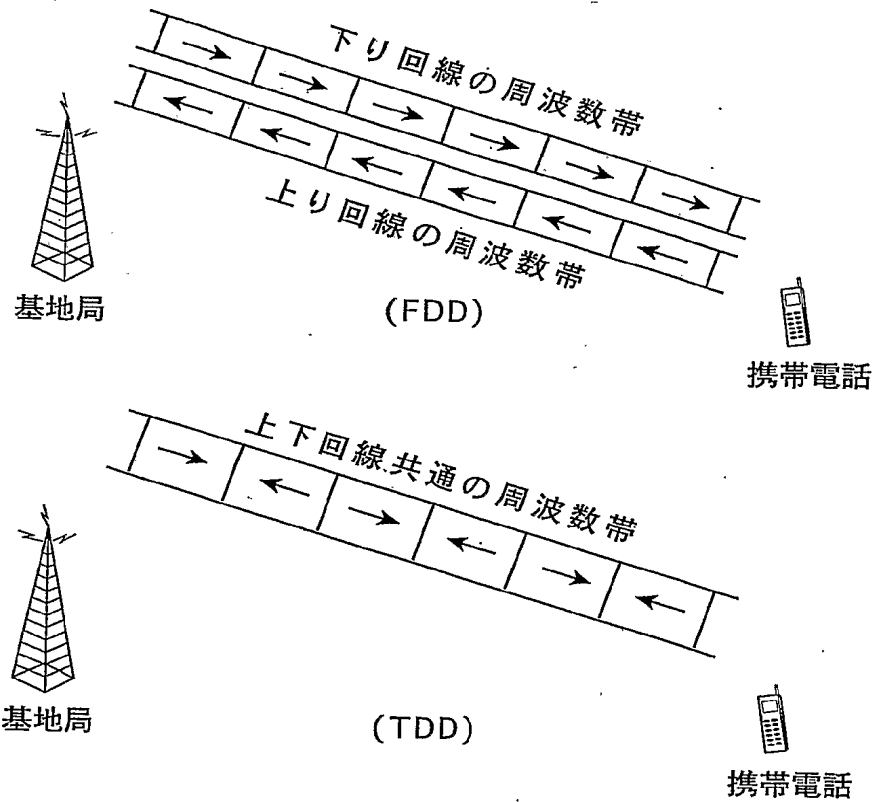 下り回線の周波数帯
上り回線の周波数帯
基地局
(FDD)
携帯電話
上下回線共通の周波数帯
基地局
(TDD)
携帯電話